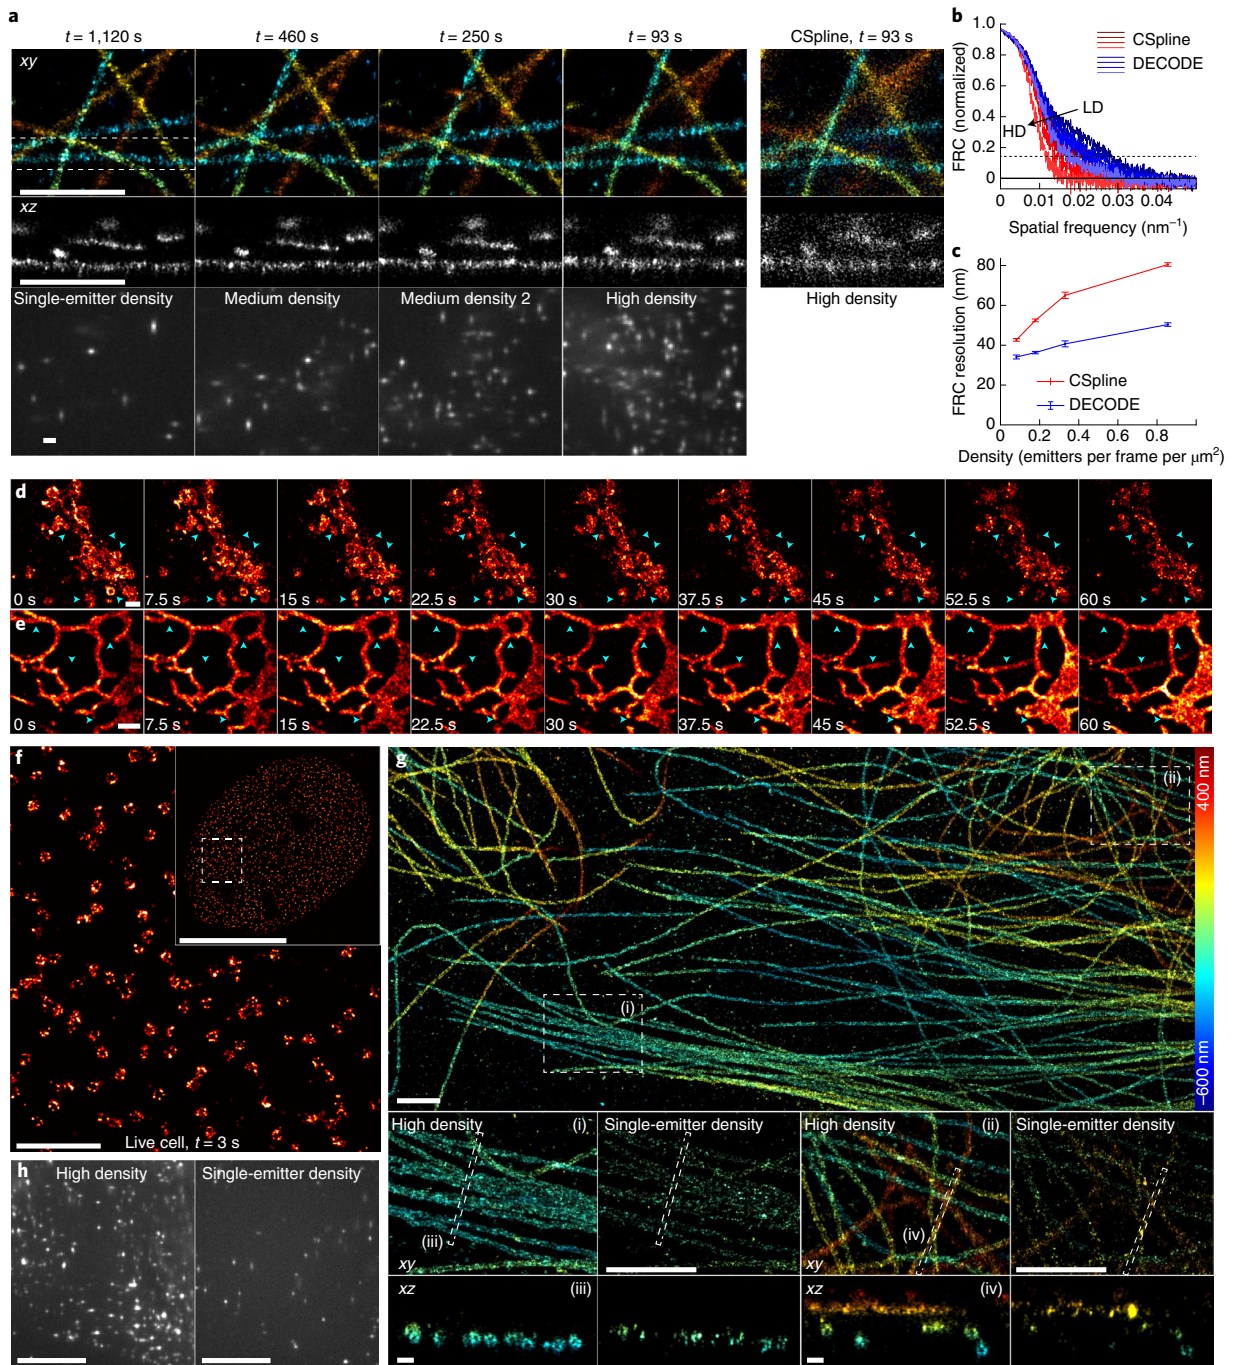 a
t = 1,120 s
t = 460 s
t = 250 s
t = 93 s
CSpline, t = 93 s
xy
xz
Single-emitter density
Medium density
Medium density 2
High density
High density
b
FRC (normalized)
1.0
0.8
0.6
0.4
0.2
0
CSpline
DECODE
LD
HD
0
0.01
0.02
0.03
0.04
Spatial frequency (nm⁻¹)
c
FRC resolution (nm)
80
60
40
20
0
CSpline
DECODE
0
0.2
0.4
0.6
0.8
Density (emitters per frame per μm²)
d
0 s
7.5 s
15 s
22.5 s
30 s
37.5 s
45 s
52.5 s
60 s
e
0 s
7.5 s
15 s
22.5 s
30 s
37.5 s
45 s
52.5 s
60 s
f
Live cell, t = 3 s
g
(i)
(ii)
400 nm
–600 nm
High density
(i)
Single-emitter density
High density
(ii)
Single-emitter density
(iii)
xy
(iv)
xy
xz
(iii)
xz
(iv)
h
High density
Single-emitter density